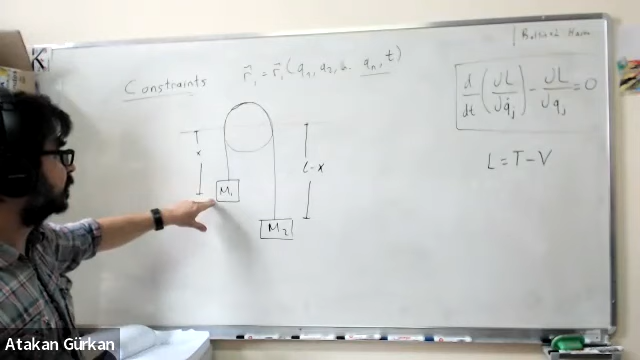 Constraints
r⃗ᵢ = r⃗ᵢ (q₁, q₂, ... qₙ, t)
d/dt (∂L/∂q̇ⱼ) - ∂L/∂qⱼ = 0
L = T - V
x
l - x
M₁
M₂
Atakan Gürkan